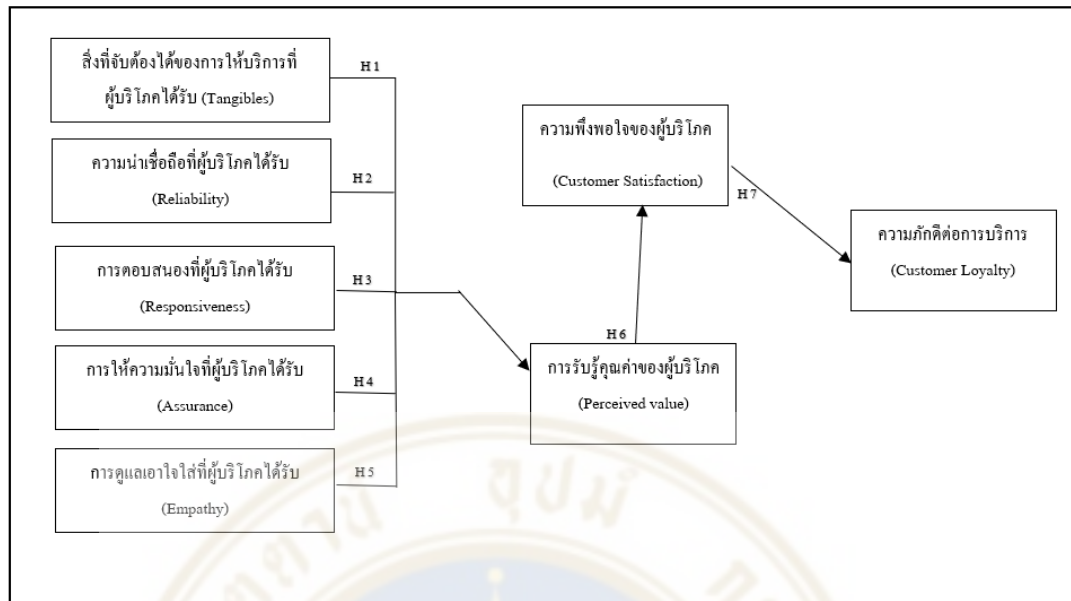 สิ่งที่จับต้องได้ของการให้บริการที่
ผู้บริโภคได้รับ (Tangibles)
H1
ความน่าเชื่อถือที่ผู้บริโภคได้รับ
(Reliability)
H2
การตอบสนองที่ผู้บริโภคได้รับ
(Responsiveness)
H3
การให้ความมั่นใจที่ผู้บริโภคได้รับ
(Assurance)
H4
การดูแลเอาใจใส่ที่ผู้บริโภคได้รับ
(Empathy)
H5
ความพึงพอใจของผู้บริโภค
(Customer Satisfaction)
H7
H6
การรับรู้คุณค่าของผู้บริโภค
(Perceived value)
ความภักดีต่อการบริการ
(Customer Loyalty)